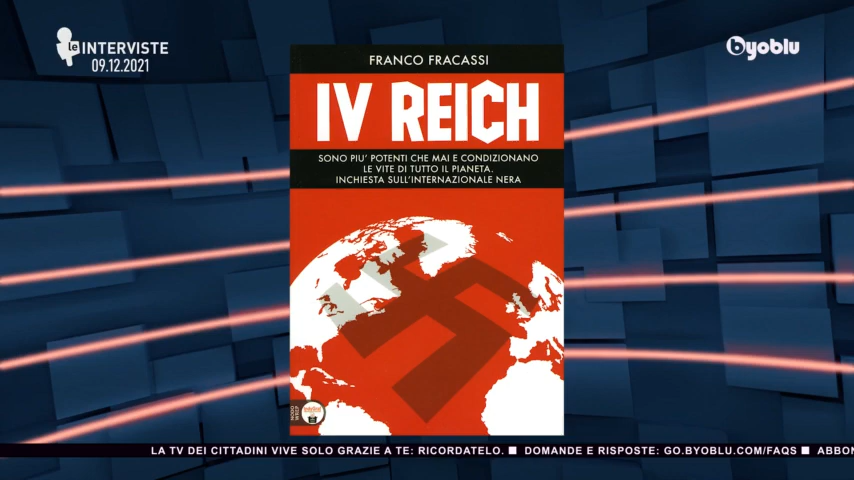 le INTERVISTE
09.12.2021
byoblu
FRANCO FRACASSI
IV REICH
SONO PIU' POTENTI CHE MAI E CONDIZIONANO
LE VITE DI TUTTO IL PIANETA.
INCHIESTA SULL'INTERNAZIONALE NERA
LA TV DEI CITTADINI VIVE SOLO GRAZIE A TE: RICORDATELO. ■ DOMANDE E RISPOSTE: GO.BYOBLU.COM/FAQS ■ ABBON